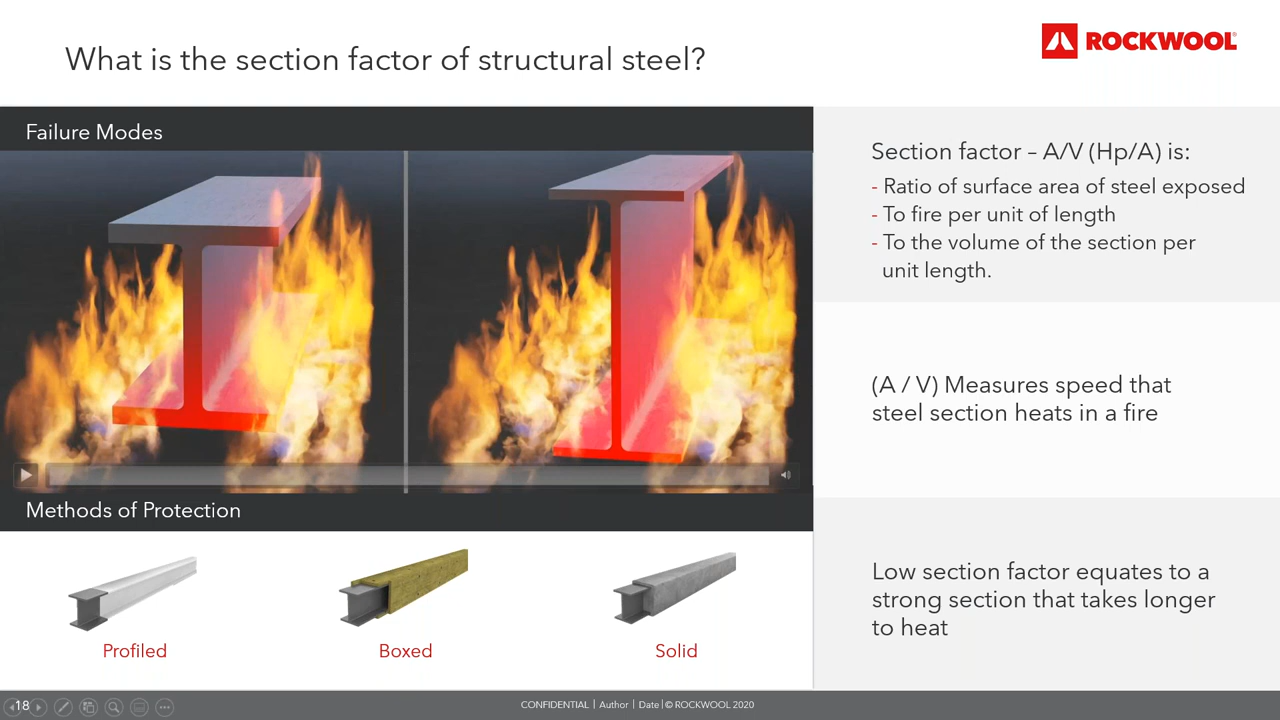 What is the section factor of structural steel?
ROCKWOOL
Failure Modes
Section factor – A/V (Hp/A) is:
- Ratio of surface area of steel exposed
- To fire per unit of length
- To the volume of the section per
unit length.
(A / V) Measures speed that
steel section heats in a fire
Methods of Protection
Low section factor equates to a
strong section that takes longer
to heat
Profiled
Boxed
Solid
18
CONFIDENTIAL | Author | Date | © ROCKWOOL 2020